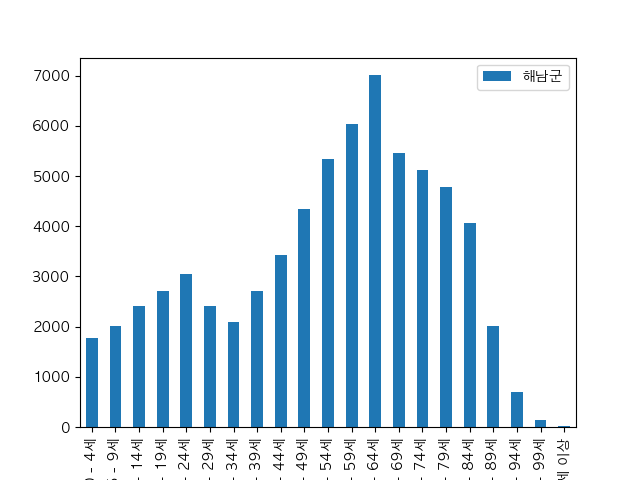 해남군
7000
6000
5000
4000
3000
2000
1000
0
0 - 4세
- 9세
- 14세
- 19세
- 24세
- 29세
- 34세
- 39세
- 44세
- 49세
- 54세
- 59세
- 64세
- 69세
- 74세
- 79세
- 84세
- 89세
- 94세
- 99세
세 이상